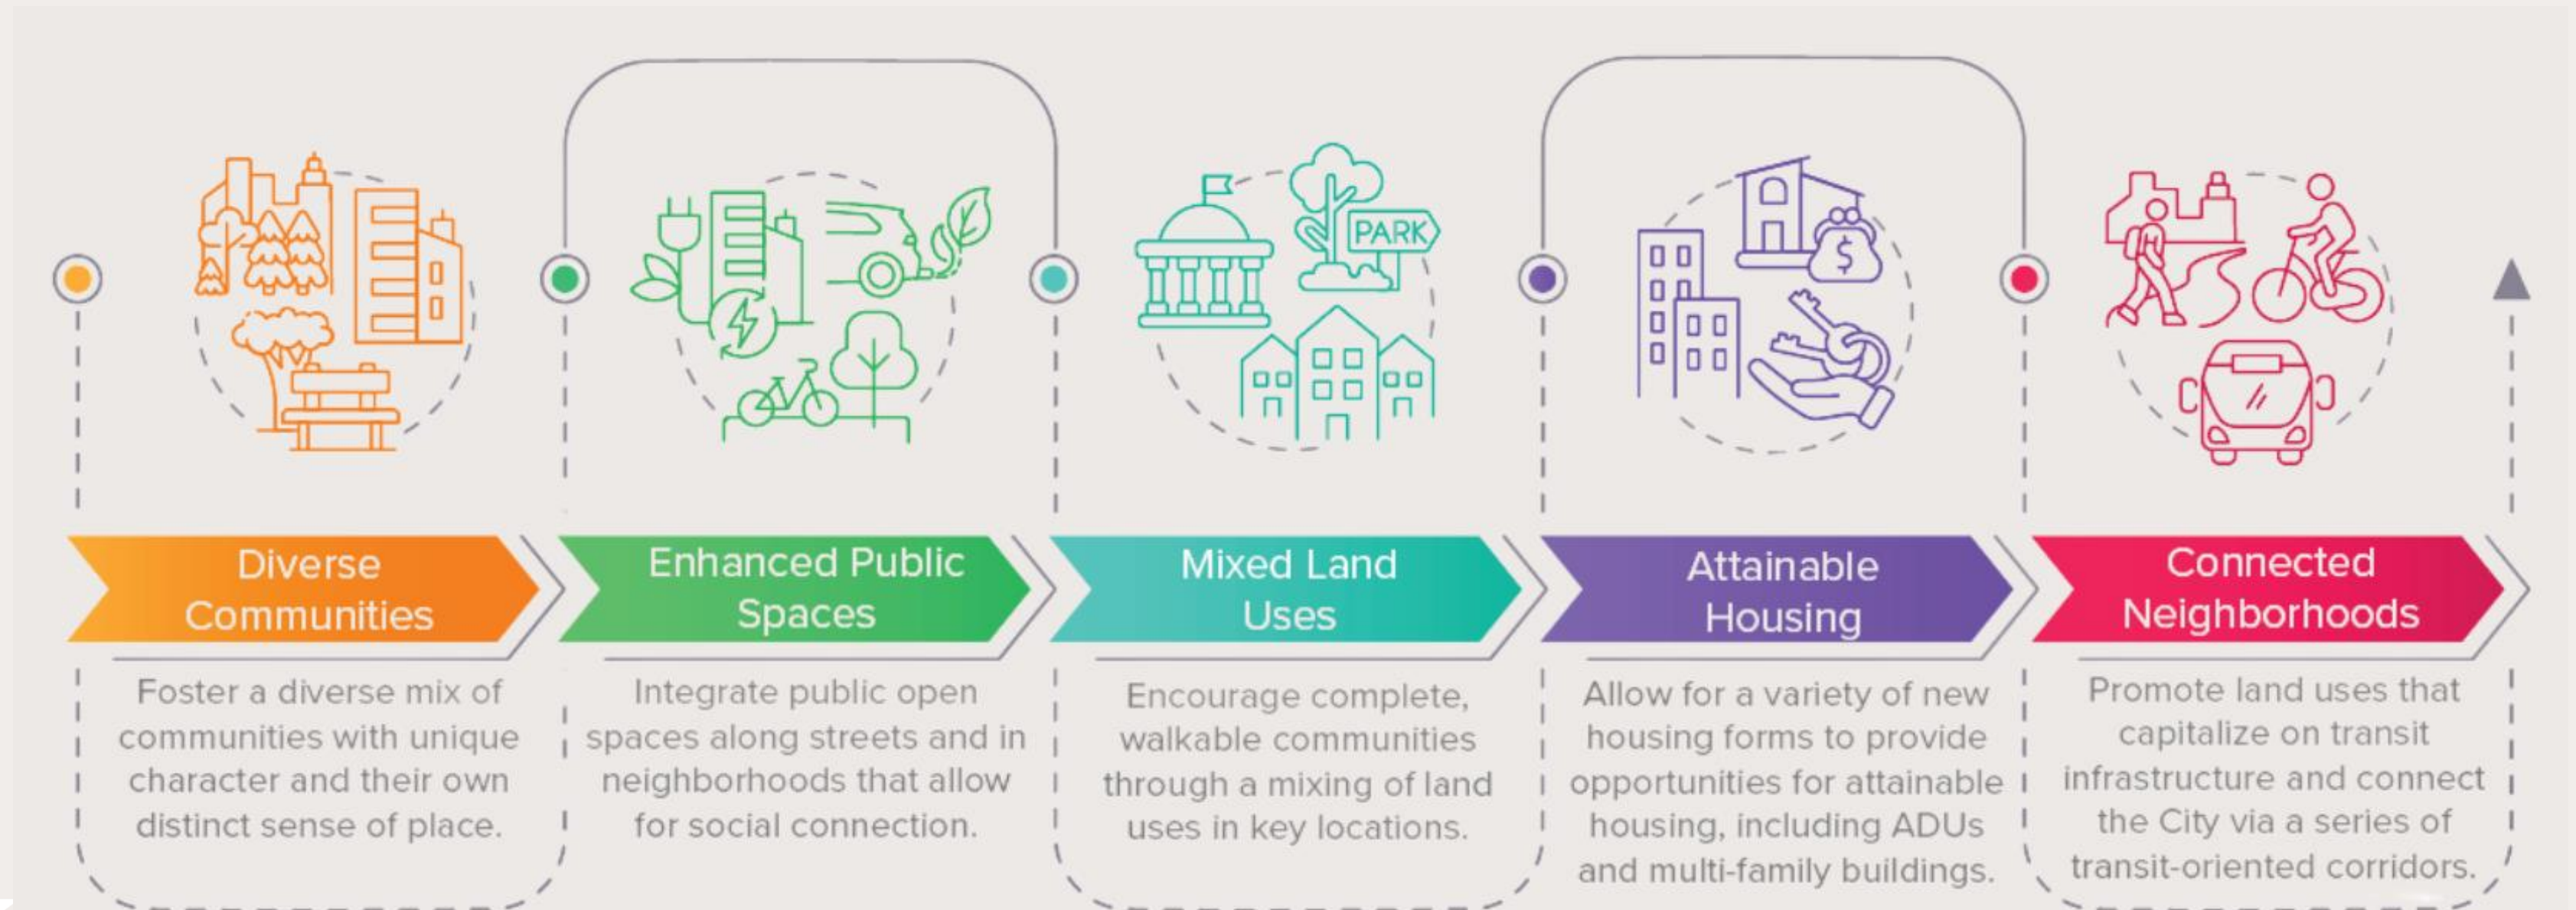 PARK
$
Diverse
Communities
Foster a diverse mix of
communities with unique
character and their own
distinct sense of place.
Enhanced Public
Spaces
Integrate public open
spaces along streets and in
neighborhoods that allow
for social connection.
Mixed Land
Uses
Encourage complete,
walkable communities
through a mixing of land
uses in key locations.
Attainable
Housing
Allow for a variety of new
housing forms to provide
opportunities for attainable
housing, including ADUs
and multi-family buildings.
Connected
Neighborhoods
Promote land uses that
capitalize on transit
infrastructure and connect
the City via a series of
transit-oriented corridors.